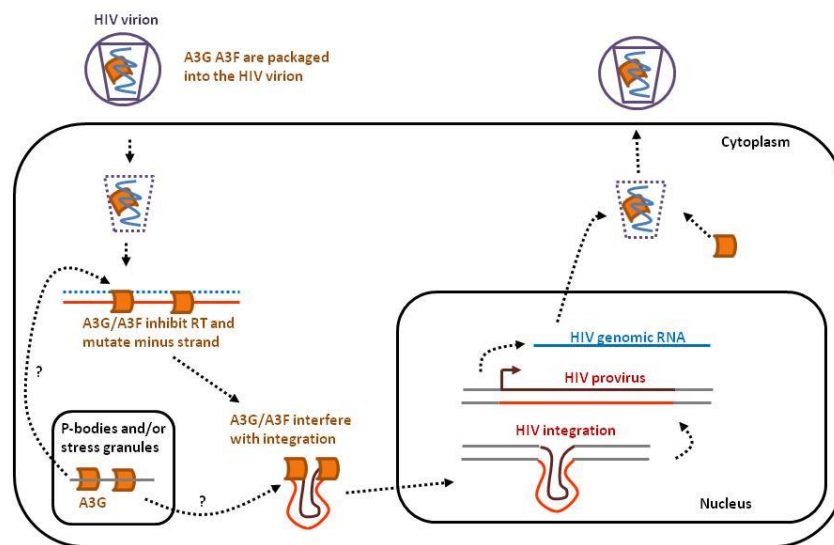 HIV virion
A3G A3F are packaged
into the HIV virion
Cytoplasm
A3G/A3F inhibit RT and
mutate minus strand
?
HIV genomic RNA
HIV provirus
A3G/A3F interfere
with integration
HIV integration
P-bodies and/or
stress granules
A3G
?
Nucleus